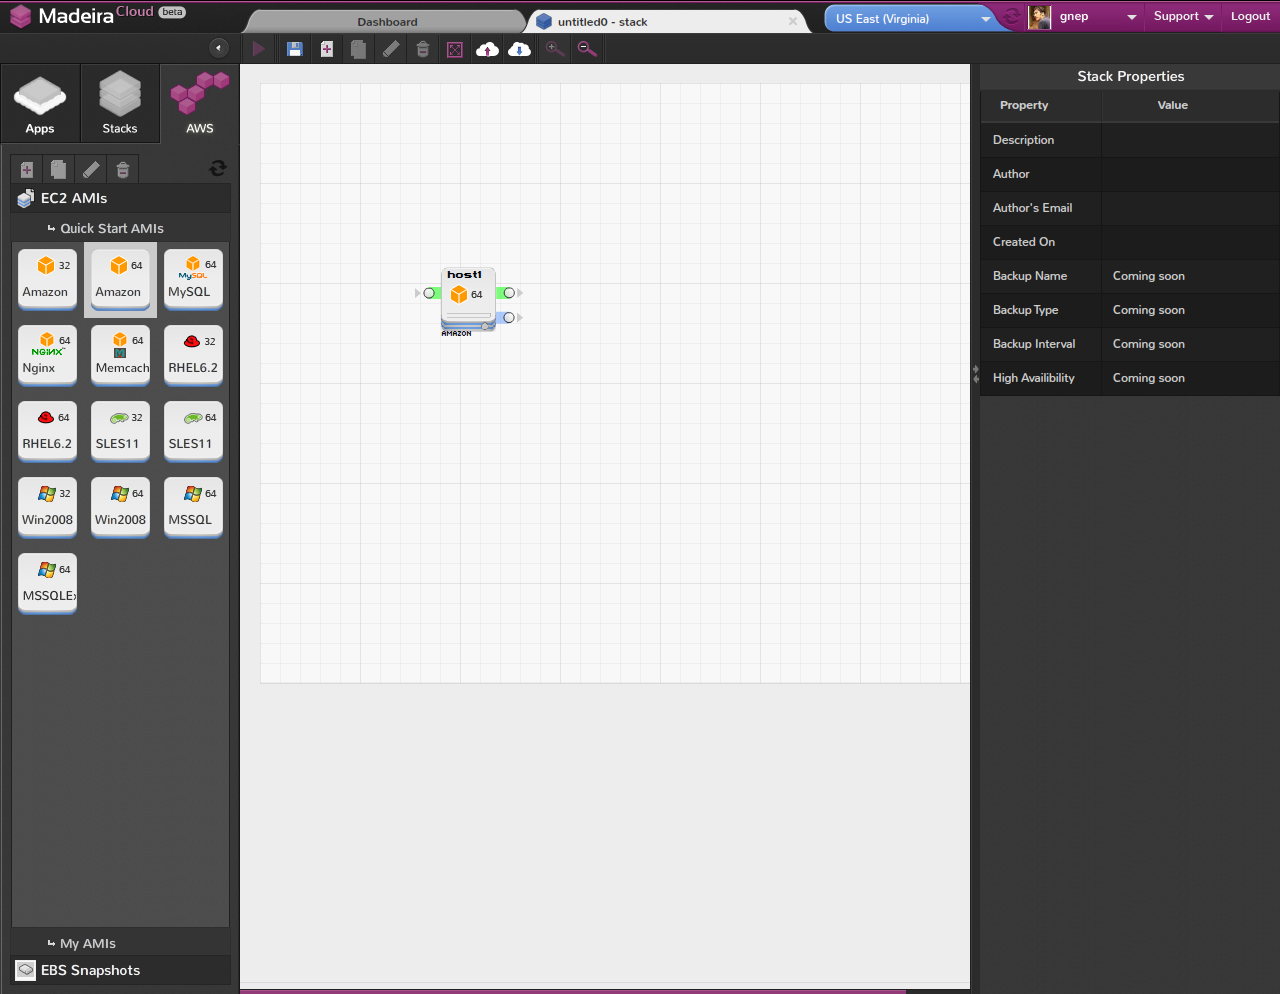 MadeiraCloud beta
Dashboard
untitled0 - stack
US East (Virginia)
gnep
Support
Logout
Apps
Stacks
AWS
EC2 AMIs
Quick Start AMIs
32
Amazon
64
Amazon
64
MySQL
MySQL
64
NGINX
Nginx
64
M
Memcach
32
RHEL6.2
64
RHEL6.2
32
SLES11
64
SLES11
32
Win2008
64
Win2008
64
MSSQL
64
MSSQLEx
My AMIs
EBS Snapshots
host1
64
AMAZON
Stack Properties
Property Value
Description
Author
Author's Email
Created On
Backup Name Coming soon
Backup Type Coming soon
Backup Interval Coming soon
High Availibility Coming soon